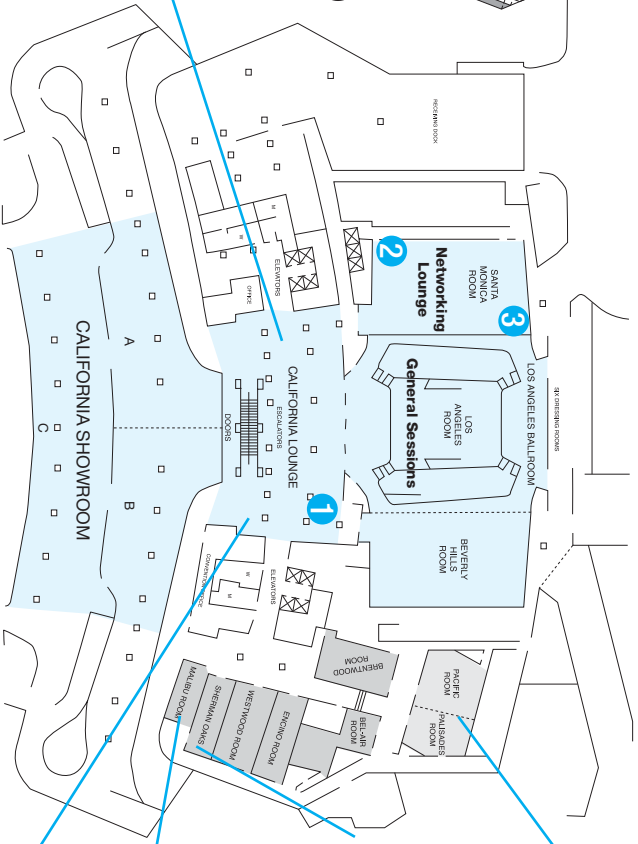 RECEIVING DOCK
SIX DRESSING ROOMS
2
Networking
Lounge
SANTA
MONICA
ROOM
3
LOS ANGELES BALLROOM
General Sessions
LOS
ANGELES
ROOM
BEVERLY
HILLS
ROOM
M
W
ELEVATORS
OFFICE
CALIFORNIA LOUNGE
ESCALATORS
DOORS
1
ELEVATORS
W
M
CONVENTION OFFICE
A
CALIFORNIA SHOWROOM
C
B
BRENTWOOD
ROOM
PACIFIC
ROOM
PALISADES
ROOM
BEL-AIR
ROOM
ENCINO ROOM
WESTWOOD ROOM
SHERMAN OAKS
MALIBU ROOM